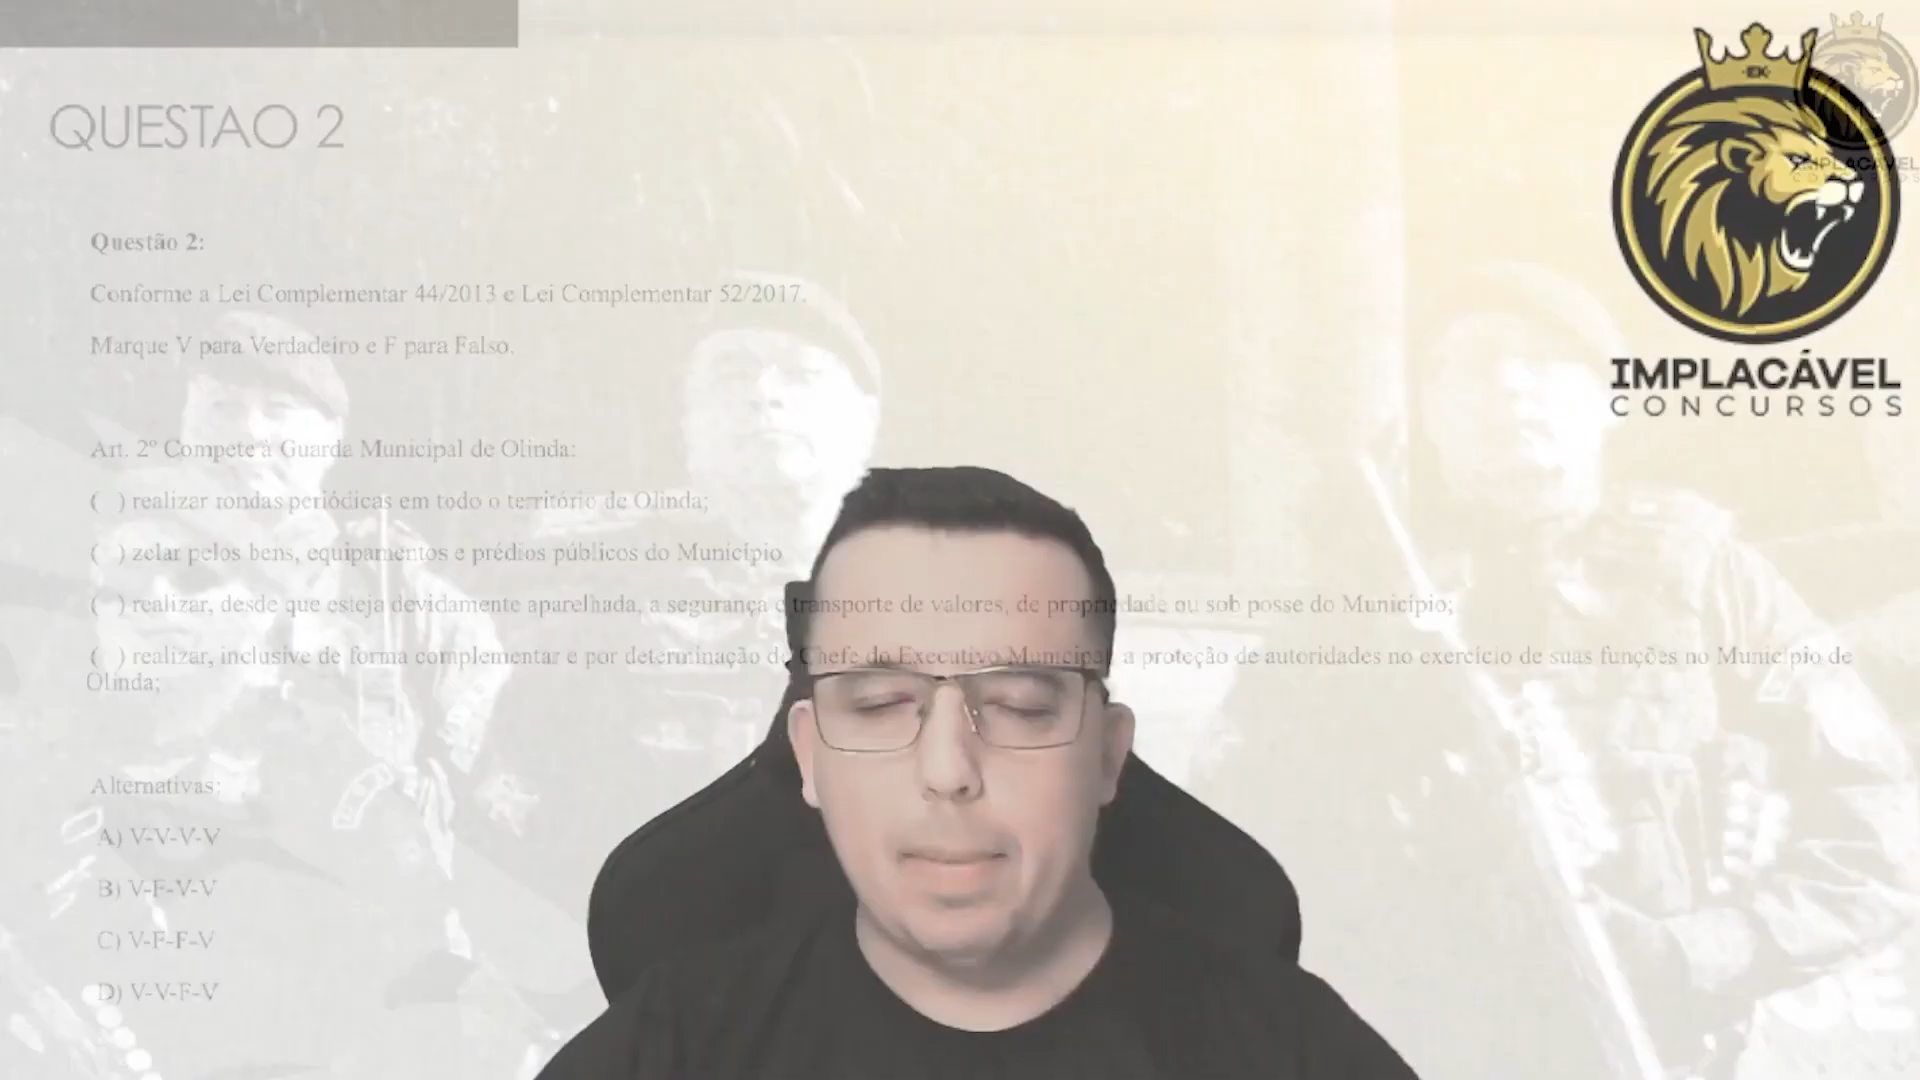 QUESTAO 2
Questão 2:
Conforme a Lei Complementar 44/2013 e Lei Complementar 52/2017.
Marque V para Verdadeiro e F para Falso.
Art. 2º Compete à Guarda Municipal de Olinda:
( ) realizar rondas periódicas em todo o território de Olinda;
( ) zelar pelos bens, equipamentos e prédios públicos do Município
( ) realizar, desde que esteja devidamente aparelhada, a segurança e transporte de valores, de propriedade ou sob posse do Município;
( ) realizar, inclusive de forma complementar e por determinação do Chefe do Executivo Municipal, a proteção de autoridades no exercício de suas funções no Município de
Olinda;
Alternativas:
A) V-V-V-V
B) V-F-V-V
C) V-F-F-V
D) V-V-F-V
EK
IMPLACÁVEL
CONCURSOS
IMPLACÁVEL
CONCURSOS